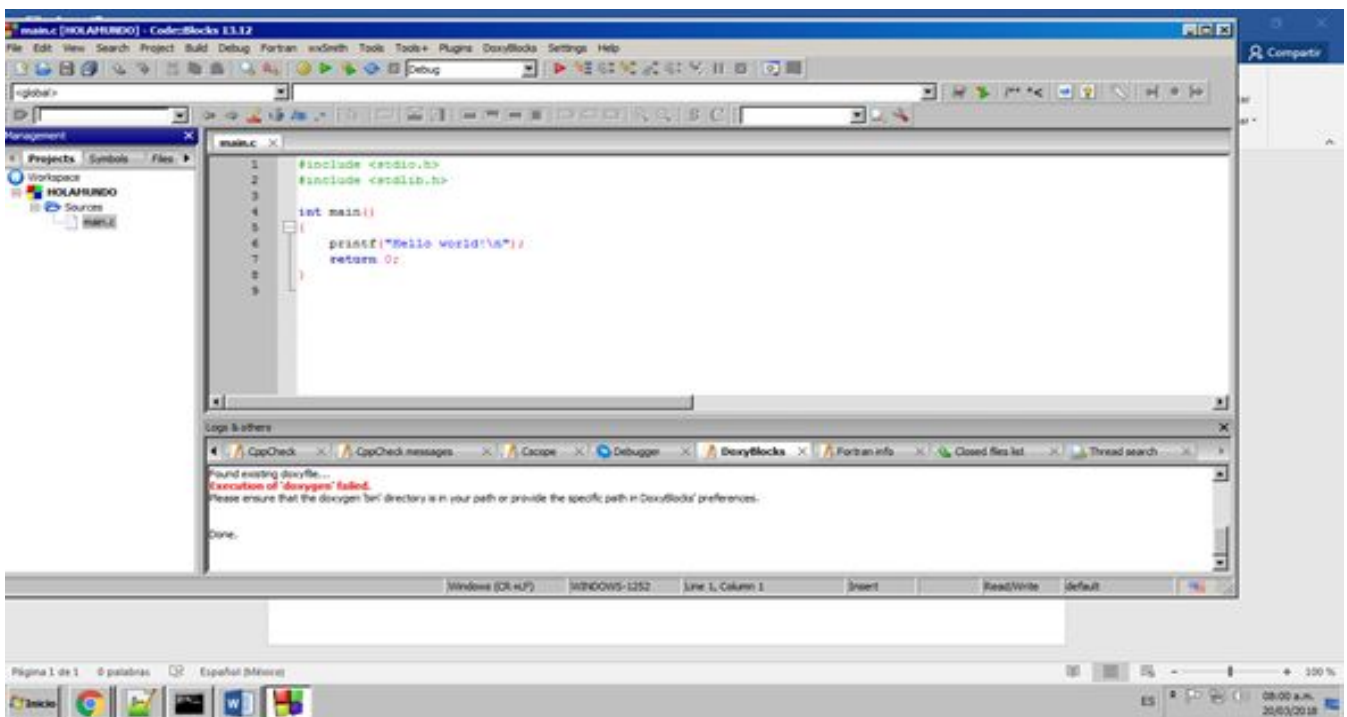 main.c [HOLAMUNDO] - Code::Blocks 13.12
File Edit View Search Project Build Debug Fortran wxSmith Tools Tools+ Plugins DoxyBlocks Settings Help
Compartir
Debug
<global>
Management
main.c
Projects Symbols Files
Workspace
HOLAMUNDO
Sources
main.c
1 #include <stdio.h>
2 #include <stdlib.h>
3
4 int main()
5 {
6 printf("Hello world!\n");
7 return 0;
8 }
9
Logs & others
CppCheck CppCheck messages Cscope Debugger DoxyBlocks Fortran info Closed files list Thread search
Found existing doxyfile...
Execution of 'doxygen' failed.
Please ensure that the doxygen 'bin' directory is in your path or provide the specific path in DoxyBlocks' preferences.
Done.
Windows (CR+LF) WINDOWS-1252 Line 1, Column 1 Insert Read/Write default
Página 1 de 1 0 palabras Español (México) 100 %
Inicio ES 08:00 a.m.
20/03/2018